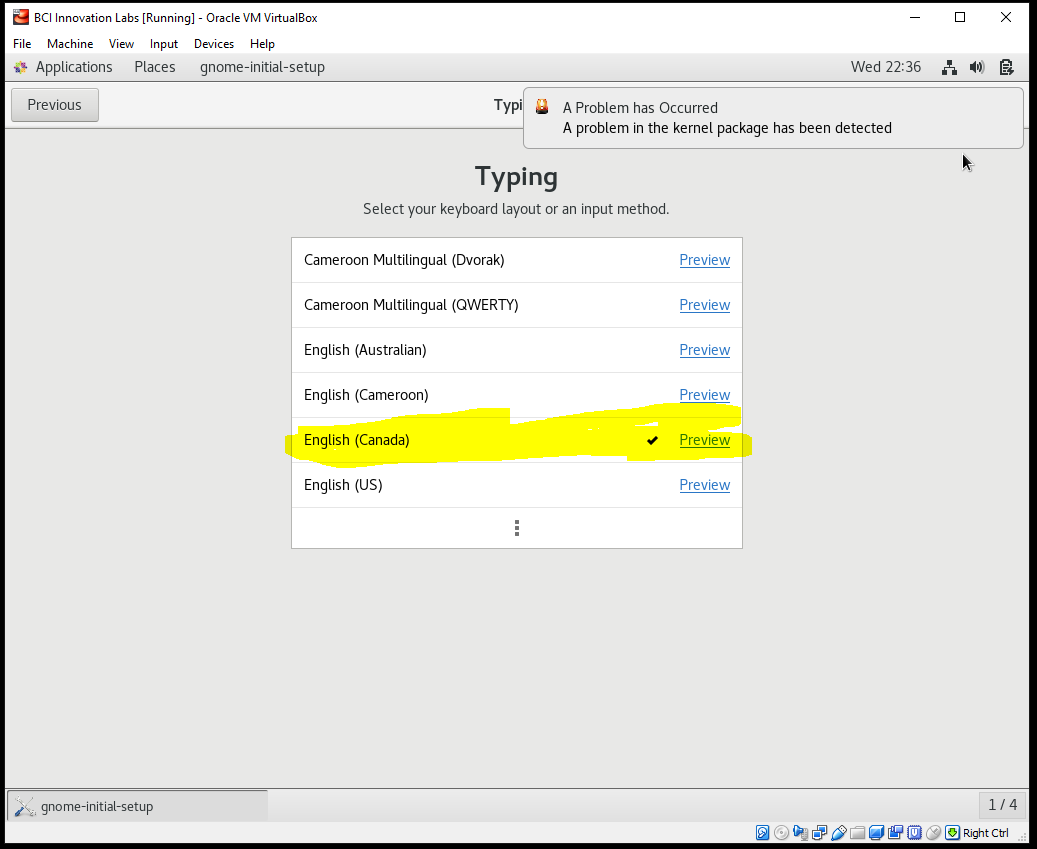 BCI Innovation Labs [Running] - Oracle VM VirtualBox
File Machine View Input Devices Help
Applications Places gnome-initial-setup Wed 22:36
Previous Typi
A Problem has Occurred
A problem in the kernel package has been detected
Typing
Select your keyboard layout or an input method.
Cameroon Multilingual (Dvorak) Preview
Cameroon Multilingual (QWERTY) Preview
English (Australian) Preview
English (Cameroon) Preview
English (Canada) Preview
English (US) Preview
gnome-initial-setup 1 / 4
Right Ctrl